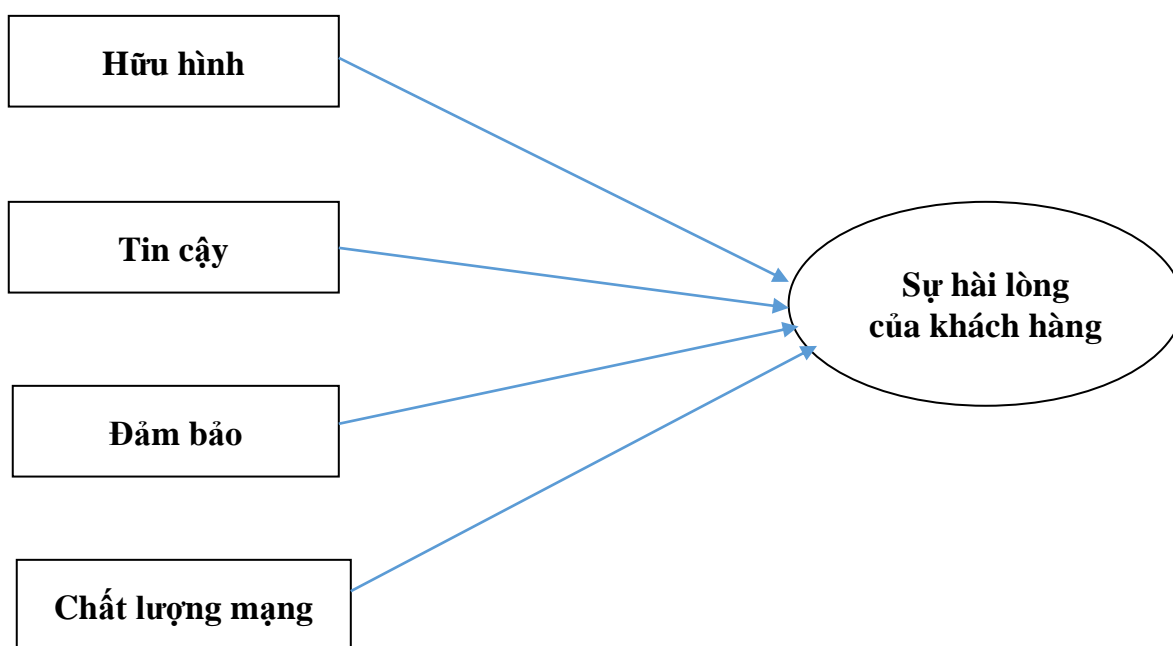 Hữu hình
Tin cậy
Đảm bảo
Chất lượng mạng
Sự hài lòng
của khách hàng